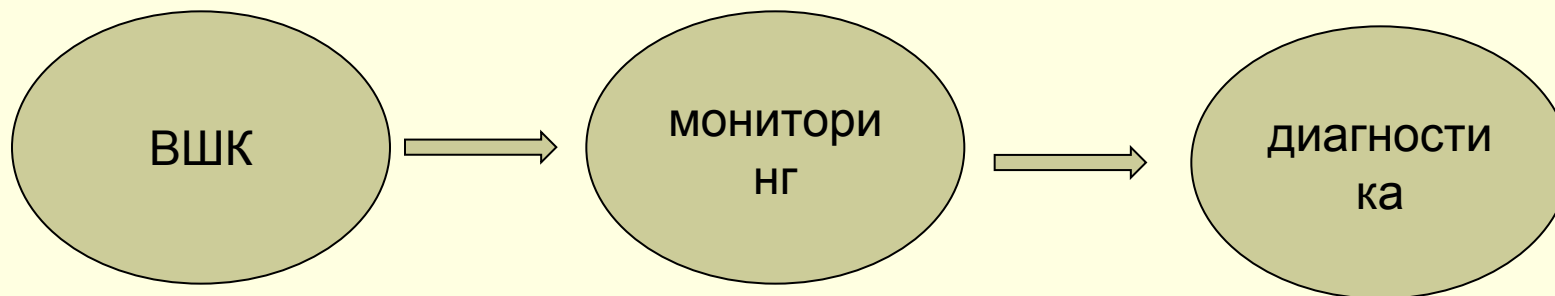 ВШК
монитори
нг
диагности
ка